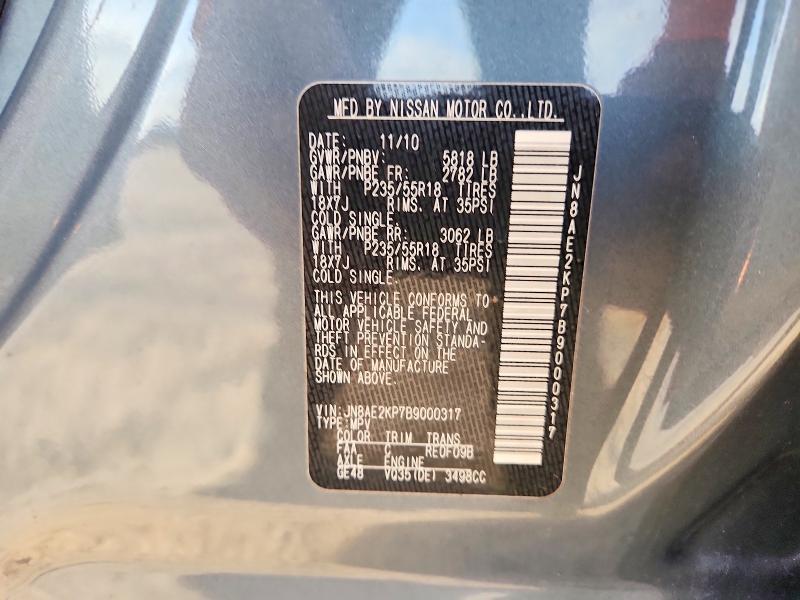 MFD BY NISSAN MOTOR CO.,LTD.
DATE: 11/10
GVWR/PNBV: 5818 LB
GAWR/PNBE FR: 2782 LB
WITH P235/55R18 TIRES
18X7J RIMS. AT 35PSI
COLD SINGLE.
GAWR/PNBE RR: 3062 LB
WITH P235/55R18 TIRES
18X7J RIMS. AT 35PSI
COLD SINGLE.
THIS VEHICLE CONFORMS TO
ALL APPLICABLE FEDERAL
MOTOR VEHICLE SAFETY AND
THEFT PREVENTION STANDA-
RDS IN EFFECT ON THE
DATE OF MANUFACTURE
SHOWN ABOVE.
VIN: JN8AE2KP7B9000317
TYPE: MPV
COLOR TRIM TRANS
FAA C RE0F09B
AXLE ENGINE
GE48 VQ35(DE) 3498CC
JN8AE2KP7B9000317